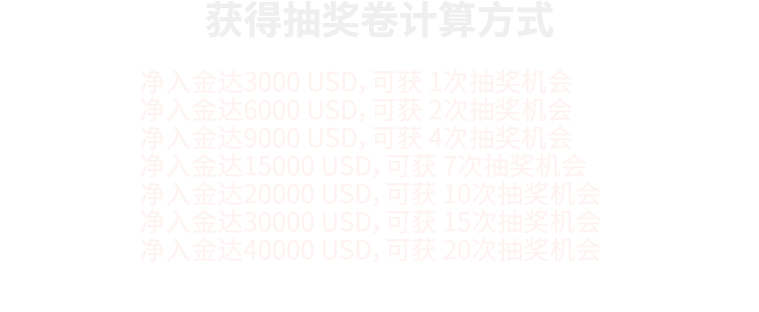 获得抽奖卷计算方式
净入金达3000 USD，可获 1次抽奖机会
净入金达6000 USD，可获 2次抽奖机会
净入金达9000 USD，可获 4次抽奖机会
净入金达15000 USD，可获 7次抽奖机会
净入金达20000 USD，可获 10次抽奖机会
净入金达30000 USD，可获 15次抽奖机会
净入金达40000 USD，可获 20次抽奖机会